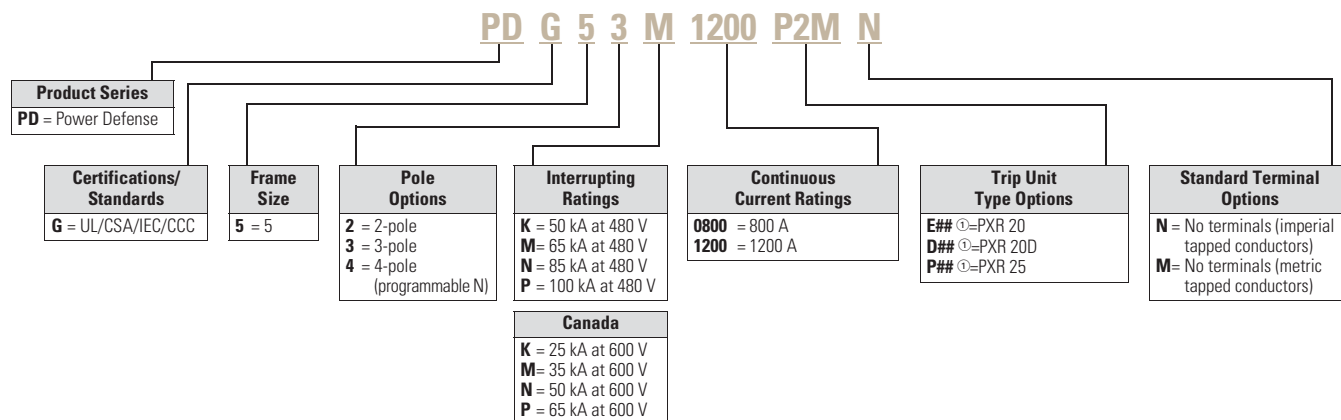 PD G 5 3 M 1200 P2M N
Product Series
PD = Power Defense
Certifications/
Standards
G = UL/CSA/IEC/CCC
Frame
Size
5 = 5
Pole
Options
2 = 2-pole
3 = 3-pole
4 = 4-pole
(programmable N)
Interrupting
Ratings
K = 50 kA at 480 V
M= 65 kA at 480 V
N = 85 kA at 480 V
P = 100 kA at 480 V
Canada
K = 25 kA at 600 V
M= 35 kA at 600 V
N = 50 kA at 600 V
P = 65 kA at 600 V
Continuous
Current Ratings
0800 = 800 A
1200 = 1200 A
Trip Unit
Type Options
E## ①=PXR 20
D## ①=PXR 20D
P## ①=PXR 25
Standard Terminal
Options
N = No terminals (imperial
tapped conductors)
M= No terminals (metric
tapped conductors)